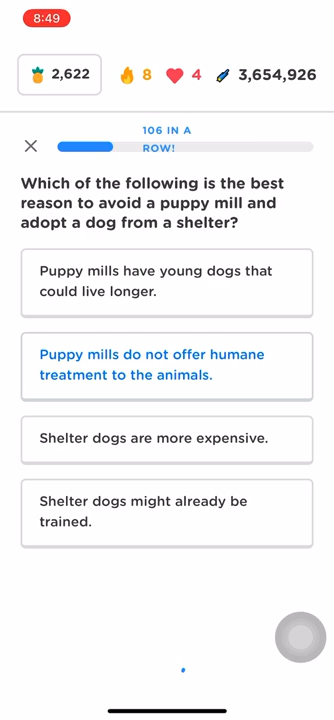 8:49
2,622 8 4 3,654,926
106 IN A
ROW!
Which of the following is the best
reason to avoid a puppy mill and
adopt a dog from a shelter?
Puppy mills have young dogs that
could live longer.
Puppy mills do not offer humane
treatment to the animals.
Shelter dogs are more expensive.
Shelter dogs might already be
trained.